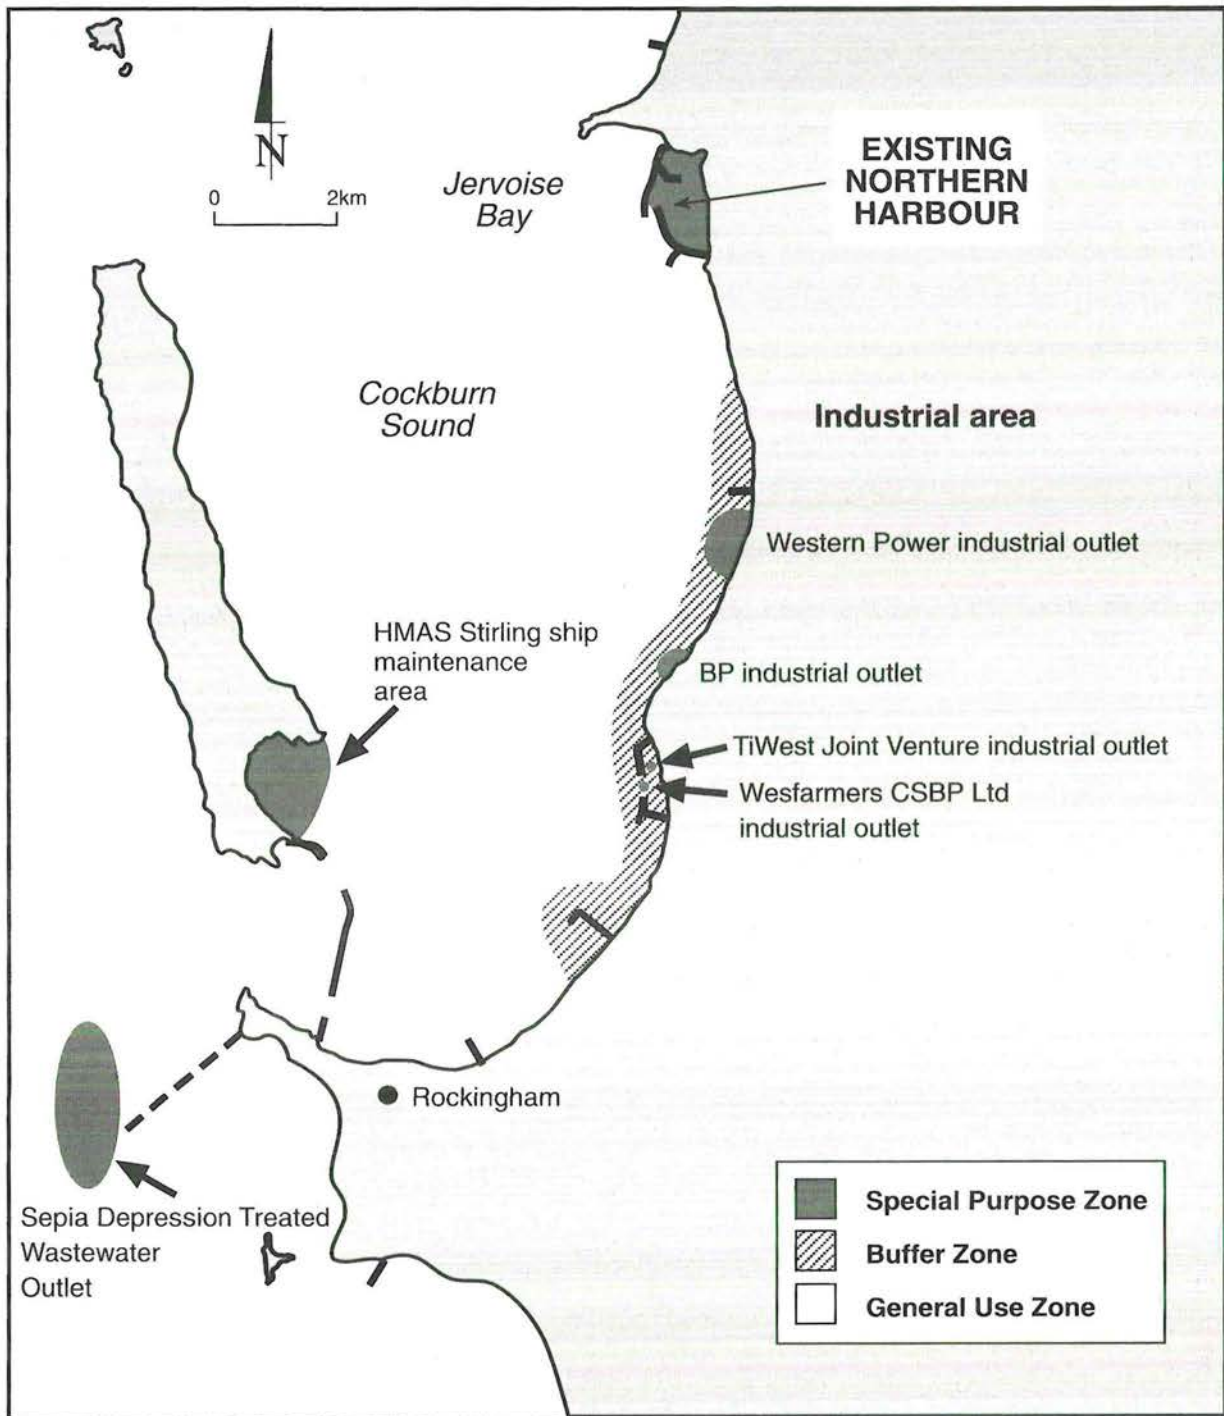 N
0
2km
Jervoise
Bay
EXISTING
NORTHERN
HARBOUR
Cockburn
Sound
Industrial area
Western Power industrial outlet
HMAS Stirling ship
maintenance
area
BP industrial outlet
TiWest Joint Venture industrial outlet
Wesfarmers CSBP Ltd
industrial outlet
Rockingham
Sepia Depression Treated
Wastewater
Outlet
Special Purpose Zone
Buffer Zone
General Use Zone